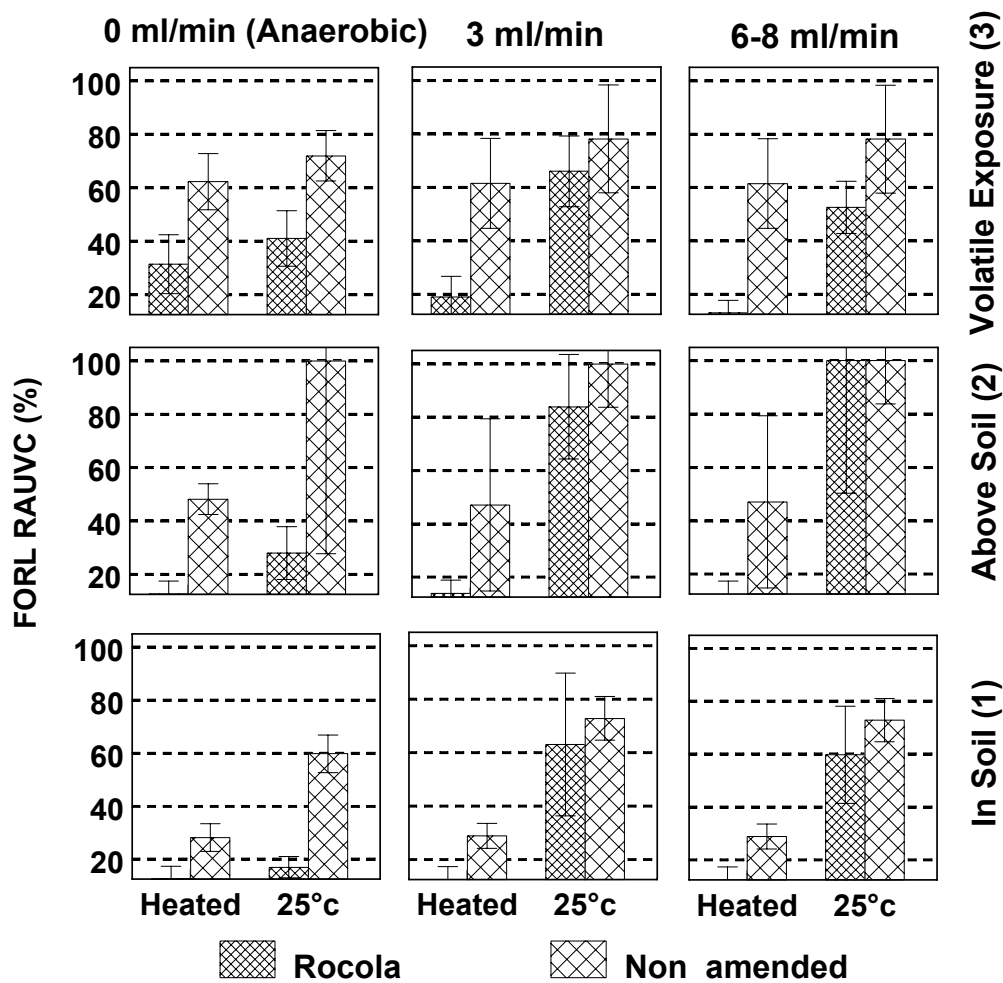 0 ml/min (Anaerobic)
3 ml/min
6-8 ml/min
FORL RAUVC (%)
100
80
60
40
20
Volatile Exposure (3)
100
80
60
40
20
Above Soil (2)
100
80
60
40
20
In Soil (1)
Heated 25°c
Heated 25°c
Heated 25°c
Rocola
Non amended